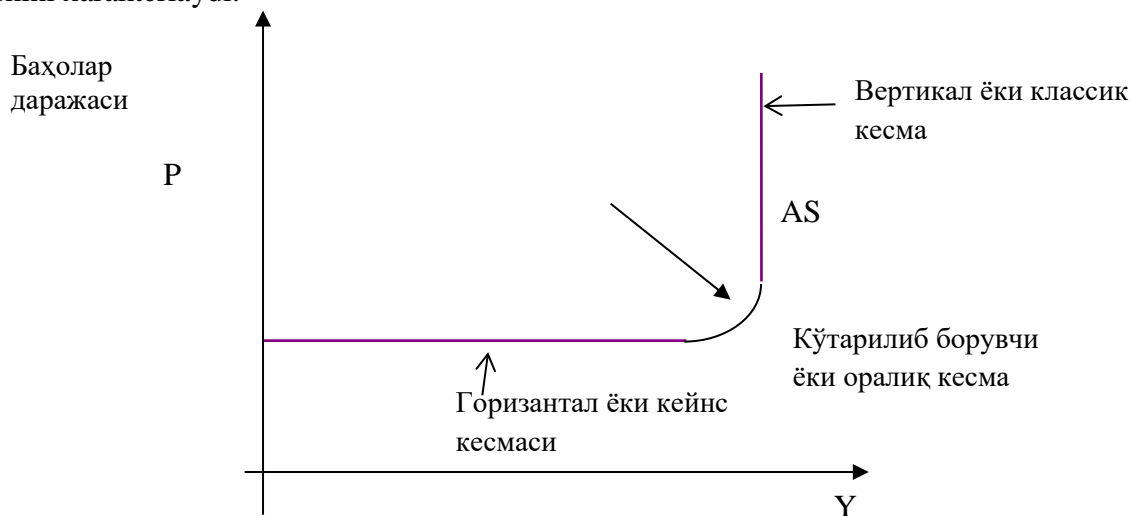 Баҳолар
даражаси
Вертикал ёки классик
кесма
P
AS
Кўтарилиб борувчи
ёки оралиқ кесма
Горизантал ёки кейнс
кесмаси
Y